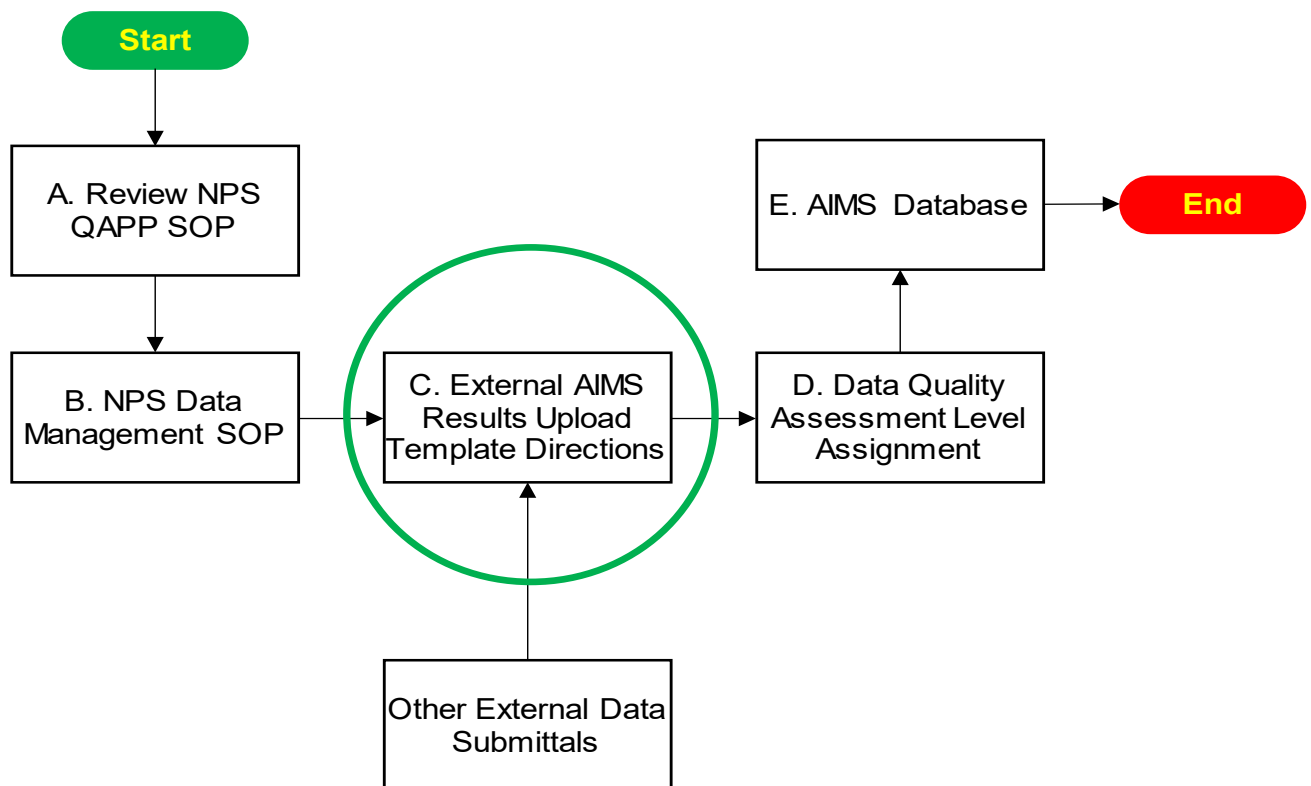 Start
A. Review NPS
QAPP SOP
B. NPS Data
Management SOP
C. External AIMS
Results Upload
Template Directions
Other External Data
Submittals
D. Data Quality
Assessment Level
Assignment
E. AIMS Database
End